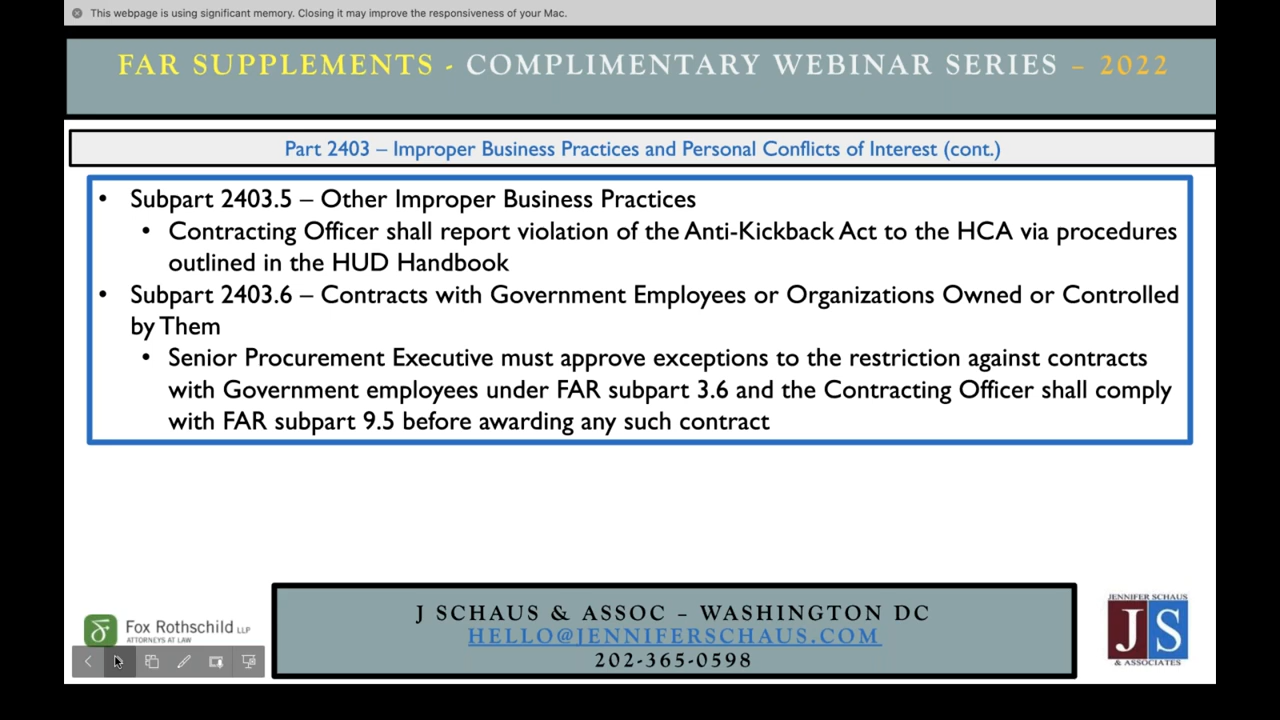 This webpage is using significant memory. Closing it may improve the responsiveness of your Mac.
FAR SUPPLEMENTS - COMPLIMENTARY WEBINAR SERIES – 2022
Part 2403 – Improper Business Practices and Personal Conflicts of Interest (cont.)
• Subpart 2403.5 – Other Improper Business Practices
• Contracting Officer shall report violation of the Anti-Kickback Act to the HCA via procedures
outlined in the HUD Handbook
• Subpart 2403.6 – Contracts with Government Employees or Organizations Owned or Controlled
by Them
• Senior Procurement Executive must approve exceptions to the restriction against contracts
with Government employees under FAR subpart 3.6 and the Contracting Officer shall comply
with FAR subpart 9.5 before awarding any such contract
Fox Rothschild LLP
ATTORNEYS AT LAW
J SCHAUS & ASSOC – WASHINGTON DC
HELLO@JENNIFERSCHAUS.COM
202-365-0598
JENNIFER SCHAUS
JS
& ASSOCIATES